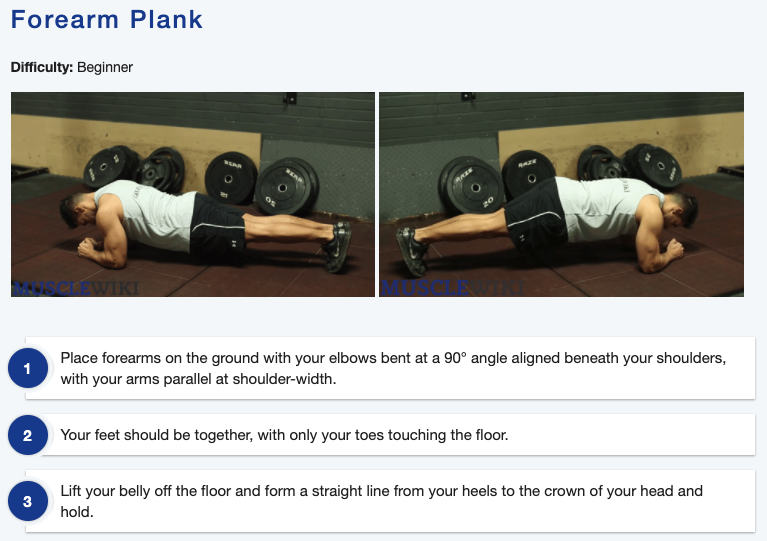 Forearm Plank
Difficulty: Beginner
MUSCLEWIKI
MUSCLEWIKI
1
Place forearms on the ground with your elbows bent at a 90° angle aligned beneath your shoulders,
with your arms parallel at shoulder-width.
2
Your feet should be together, with only your toes touching the floor.
3
Lift your belly off the floor and form a straight line from your heels to the crown of your head and
hold.